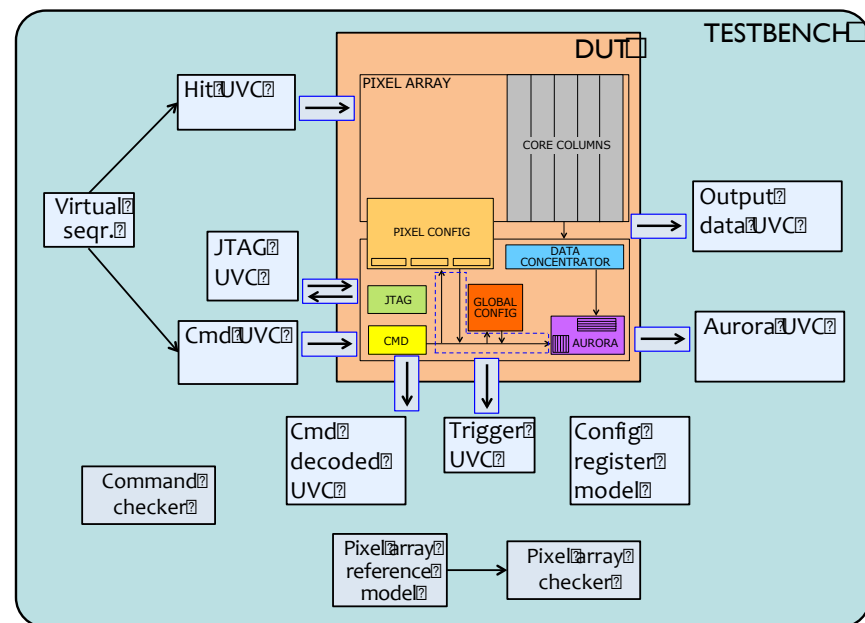 TESTBENCH
DUT
Hit UVC
PIXEL ARRAY
CORE COLUMNS
Virtual
seqr.
Output
data UVC
PIXEL CONFIG
JTAG
UVC
DATA
CONCENTRATOR
JTAG
GLOBAL
CONFIG
Cmd UVC
CMD
AURORA
Aurora UVC
Cmd
decoded
UVC
Trigger
UVC
Config
register
model
Command
checker
Pixel array
reference
model
Pixel array
checker